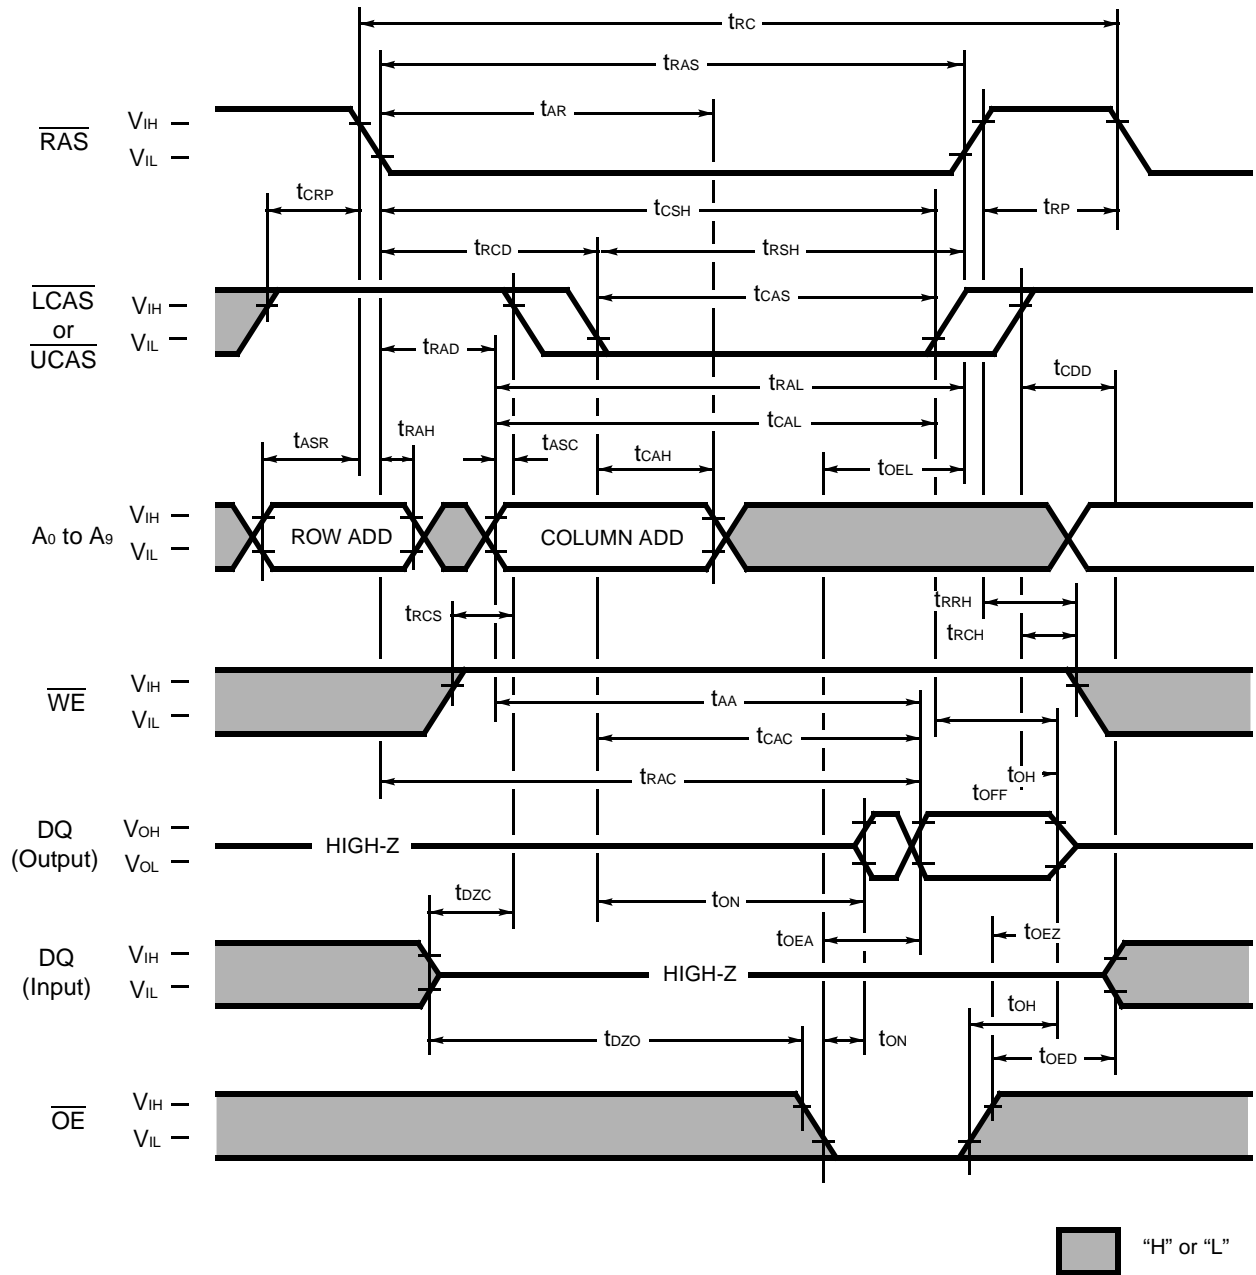 tRC
tRAS
tAR
RAS
VIH
VIL
tCRP
tCSH
tRP
tRCD
tRSH
LCAS
or
UCAS
VIH
VIL
tCAS
tRAD
tCDD
tRAL
tCAL
tASR
tRAH
tASC
tCAH
tOEL
A0 to A9
VIH
VIL
ROW ADD
COLUMN ADD
tRRH
tRCS
tRCH
WE
VIH
VIL
tAA
tCAC
tRAC
tOH
tOFF
DQ
(Output)
VOH
VOL
HIGH-Z
tDZC
tON
tOEA
tOEZ
DQ
(Input)
VIH
VIL
HIGH-Z
tOH
tDZO
tON
tOED
OE
VIH
VIL
“H” or “L”